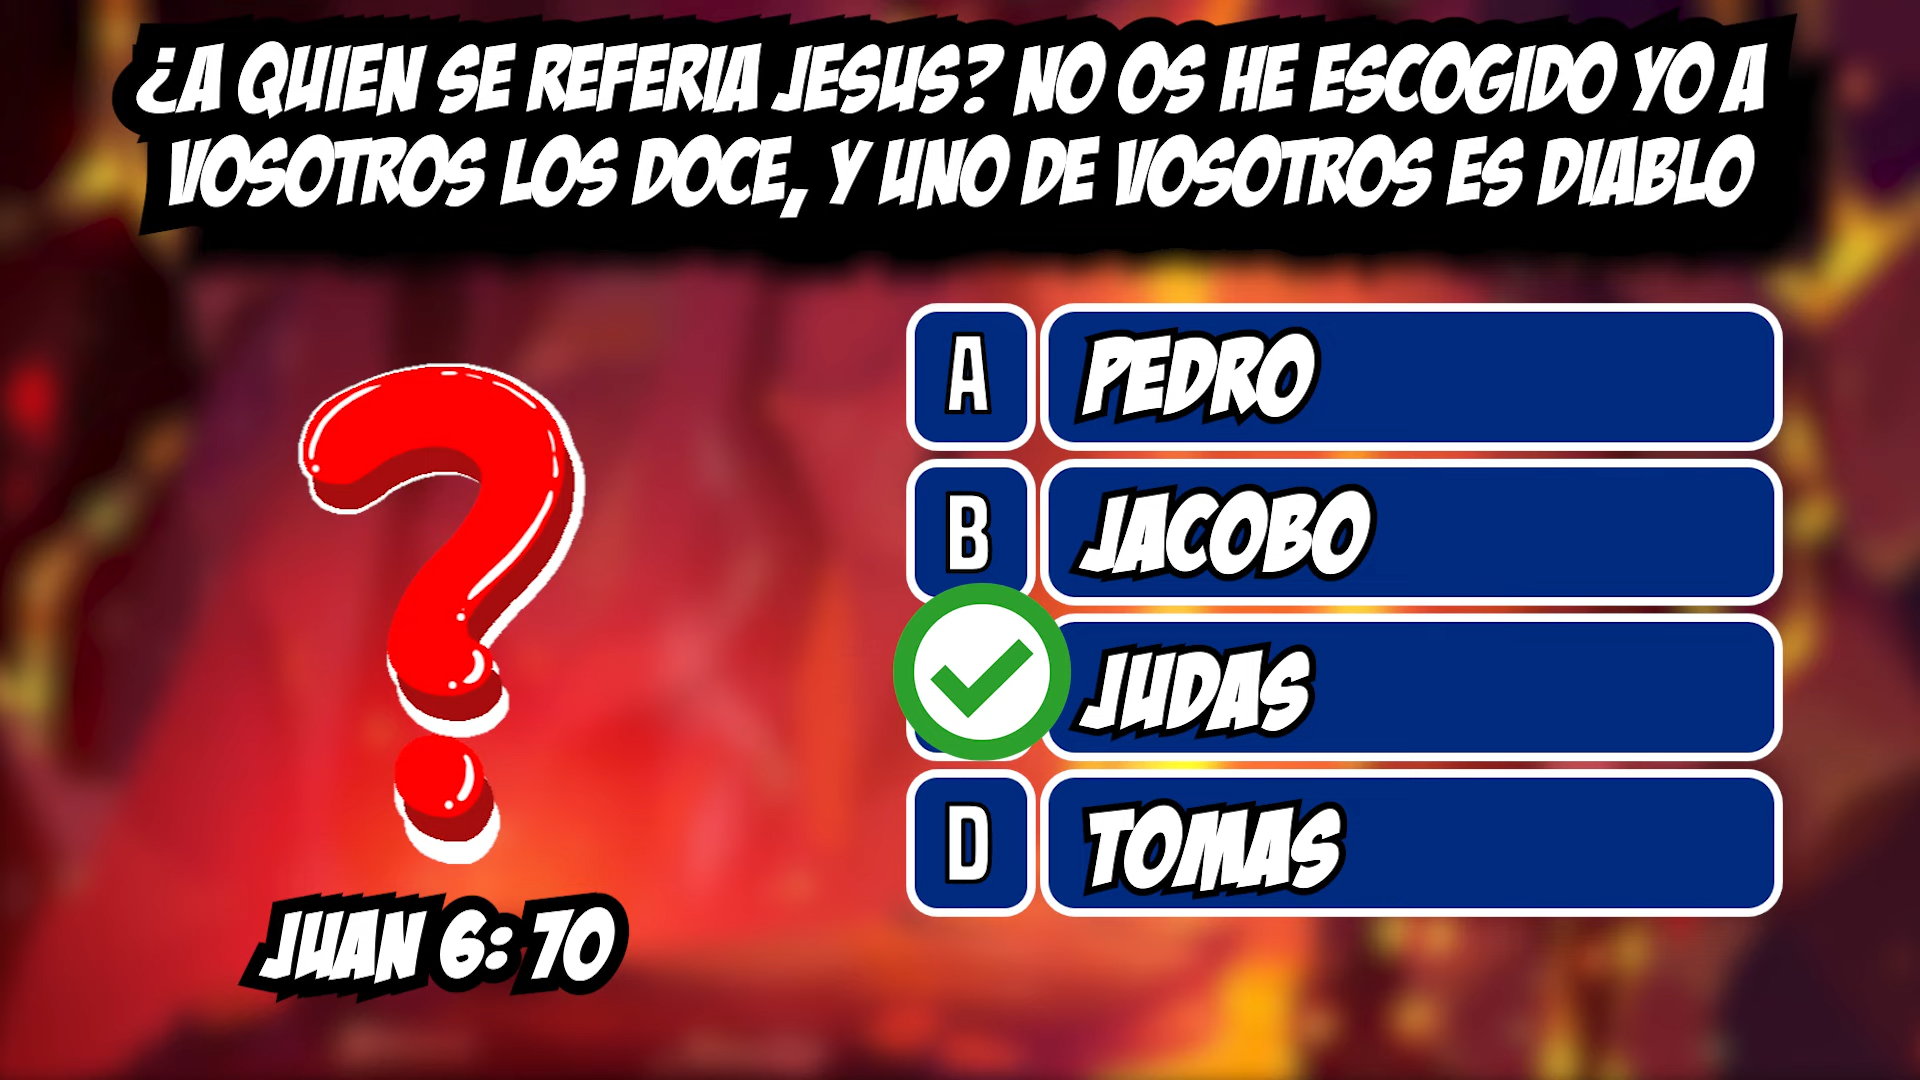 ¿A QUIEN SE REFERIA JESUS? NO OS HE ESCOGIDO YO A
VOSOTROS LOS DOCE, Y UNO DE VOSOTROS ES DIABLO
A PEDRO
B JACOBO
JUDAS
D TOMAS
JUAN 6: 70